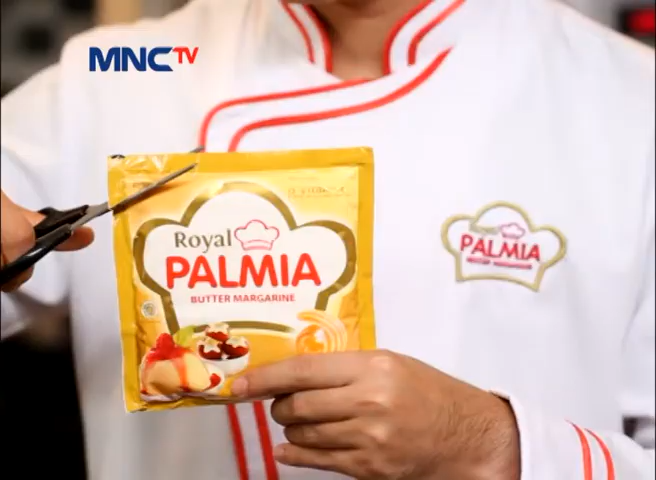 MNCTV
Royal
PALMIA
BUTTER MARGARINE
Royal
PALMIA
BUTTER MARGARINE